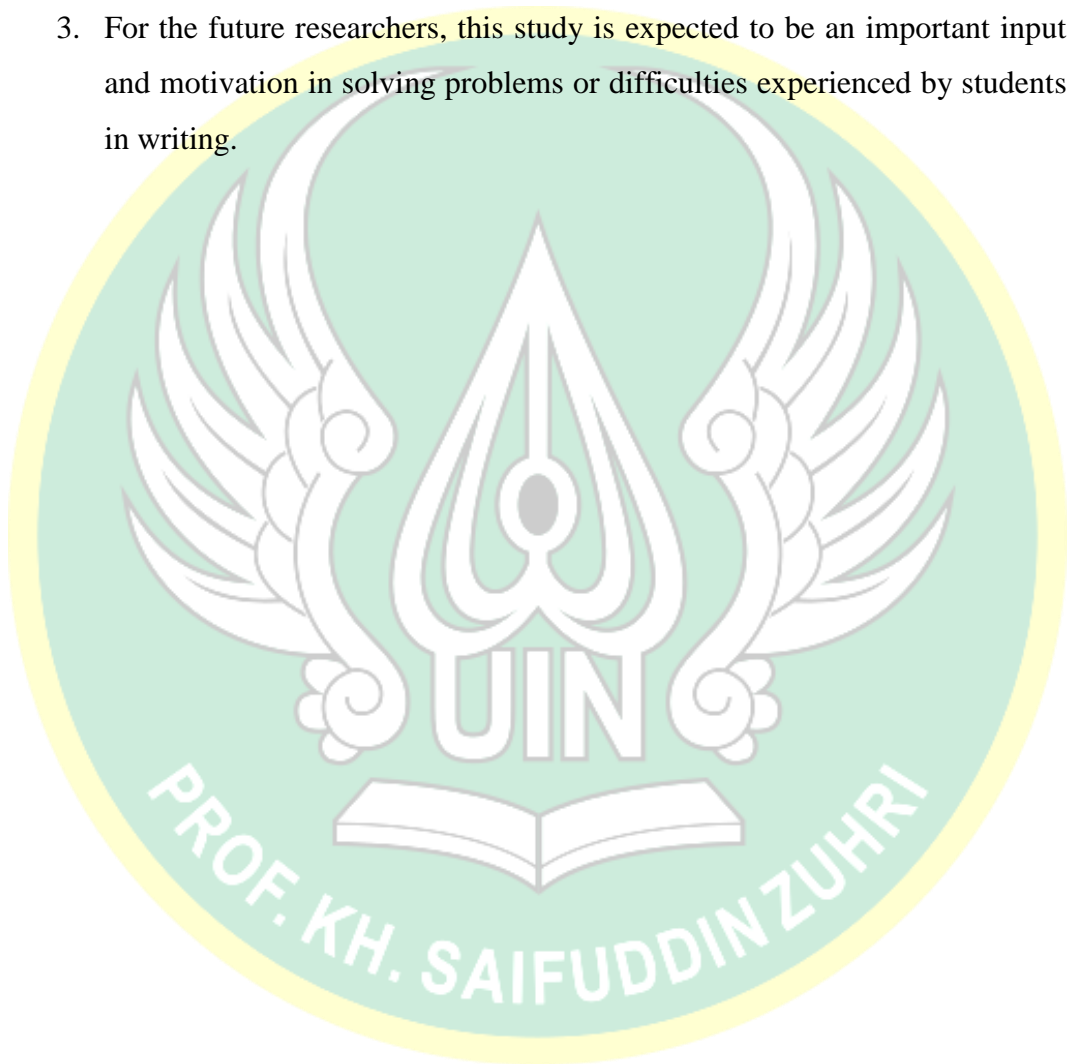 3. For the future researchers, this study is expected to be an important input
and motivation in solving problems or difficulties experienced by students
in writing.
UIN
PROF. KH. SAIFUDDIN ZUHRI